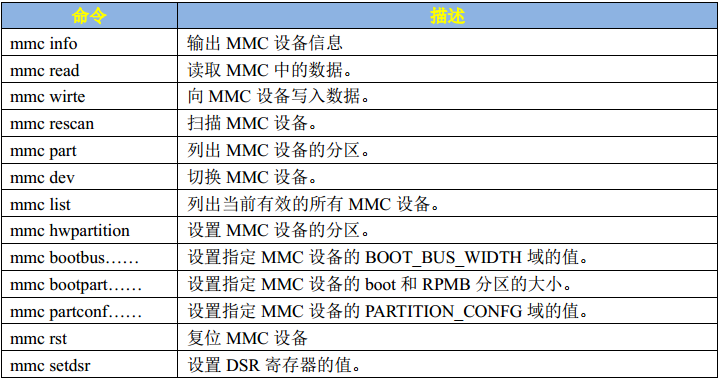 命令 描述
mmc info 输出 MMC 设备信息
mmc read 读取 MMC 中的数据。
mmc wirte 向 MMC 设备写入数据。
mmc rescan 扫描 MMC 设备。
mmc part 列出 MMC 设备的分区。
mmc dev 切换 MMC 设备。
mmc list 列出当前有效的所有 MMC 设备。
mmc hwpartition 设置 MMC 设备的分区。
mmc bootbus…… 设置指定 MMC 设备的 BOOT_BUS_WIDTH 域的值。
mmc bootpart…… 设置指定 MMC 设备的 boot 和 RPMB 分区的大小。
mmc partconf…… 设置指定 MMC 设备的 PARTITION_CONFG 域的值。
mmc rst 复位 MMC 设备
mmc setdsr 设置 DSR 寄存器的值。